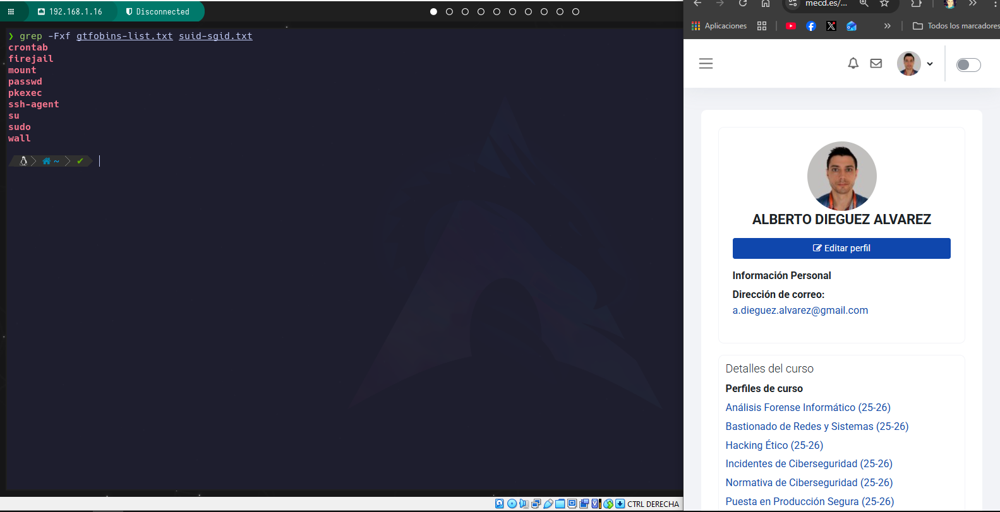 192.168.1.16
Disconnected
❯ grep -Fxf gtfobins-list.txt suid-sgid.txt
crontab
firejail
mount
passwd
pkexec
ssh-agent
su
sudo
wall
~
CTRL DERECHA
mecd.es/...
Aplicaciones
Todos los marcadores
ALBERTO DIEGUEZ ALVAREZ
Editar perfil
Información Personal
Dirección de correo:
a.dieguez.alvarez@gmail.com
Detalles del curso
Perfiles de curso
Análisis Forense Informático (25-26)
Bastionado de Redes y Sistemas (25-26)
Hacking Ético (25-26)
Incidentes de Ciberseguridad (25-26)
Normativa de Ciberseguridad (25-26)
Puesta en Producción Segura (25-26)